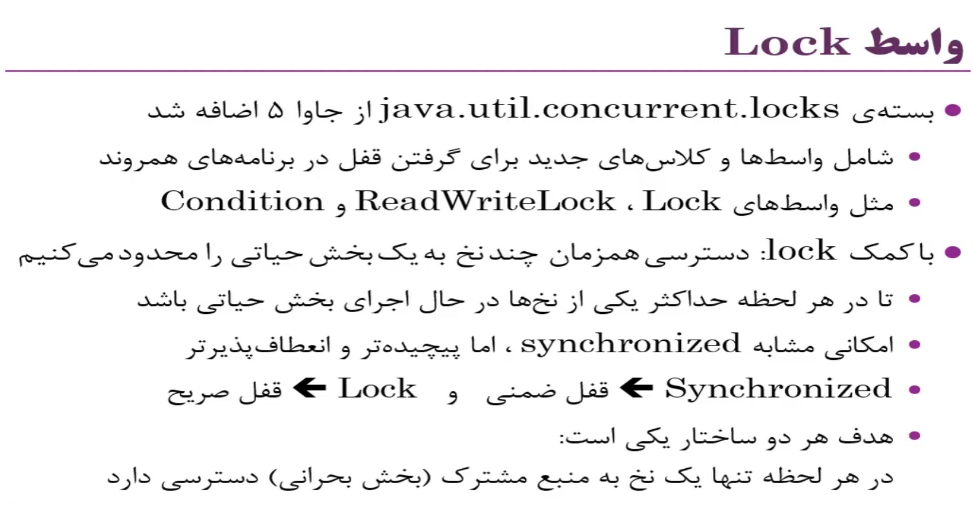 واسط Lock
• بسته‌ی java.util.concurrent.locks از جاوا ۵ اضافه شد
• شامل واسط‌ها و کلاس‌های جدید برای گرفتن قفل در برنامه‌های همروند
• مثل واسط‌های Lock ، ReadWriteLock و Condition
• با کمک lock: دسترسی همزمان چند نخ به یک بخش حیاتی را محدود می‌کنیم
• تا در هر لحظه حداکثر یکی از نخ‌ها در حال اجرای بخش حیاتی باشد
• امکانی مشابه synchronized ، اما پیچیده‌تر و انعطاف‌پذیرتر
• Synchronized ← قفل ضمنی و Lock ← قفل صریح
• هدف هر دو ساختار یکی است:
در هر لحظه تنها یک نخ به منبع مشترک (بخش بحرانی) دسترسی دارد